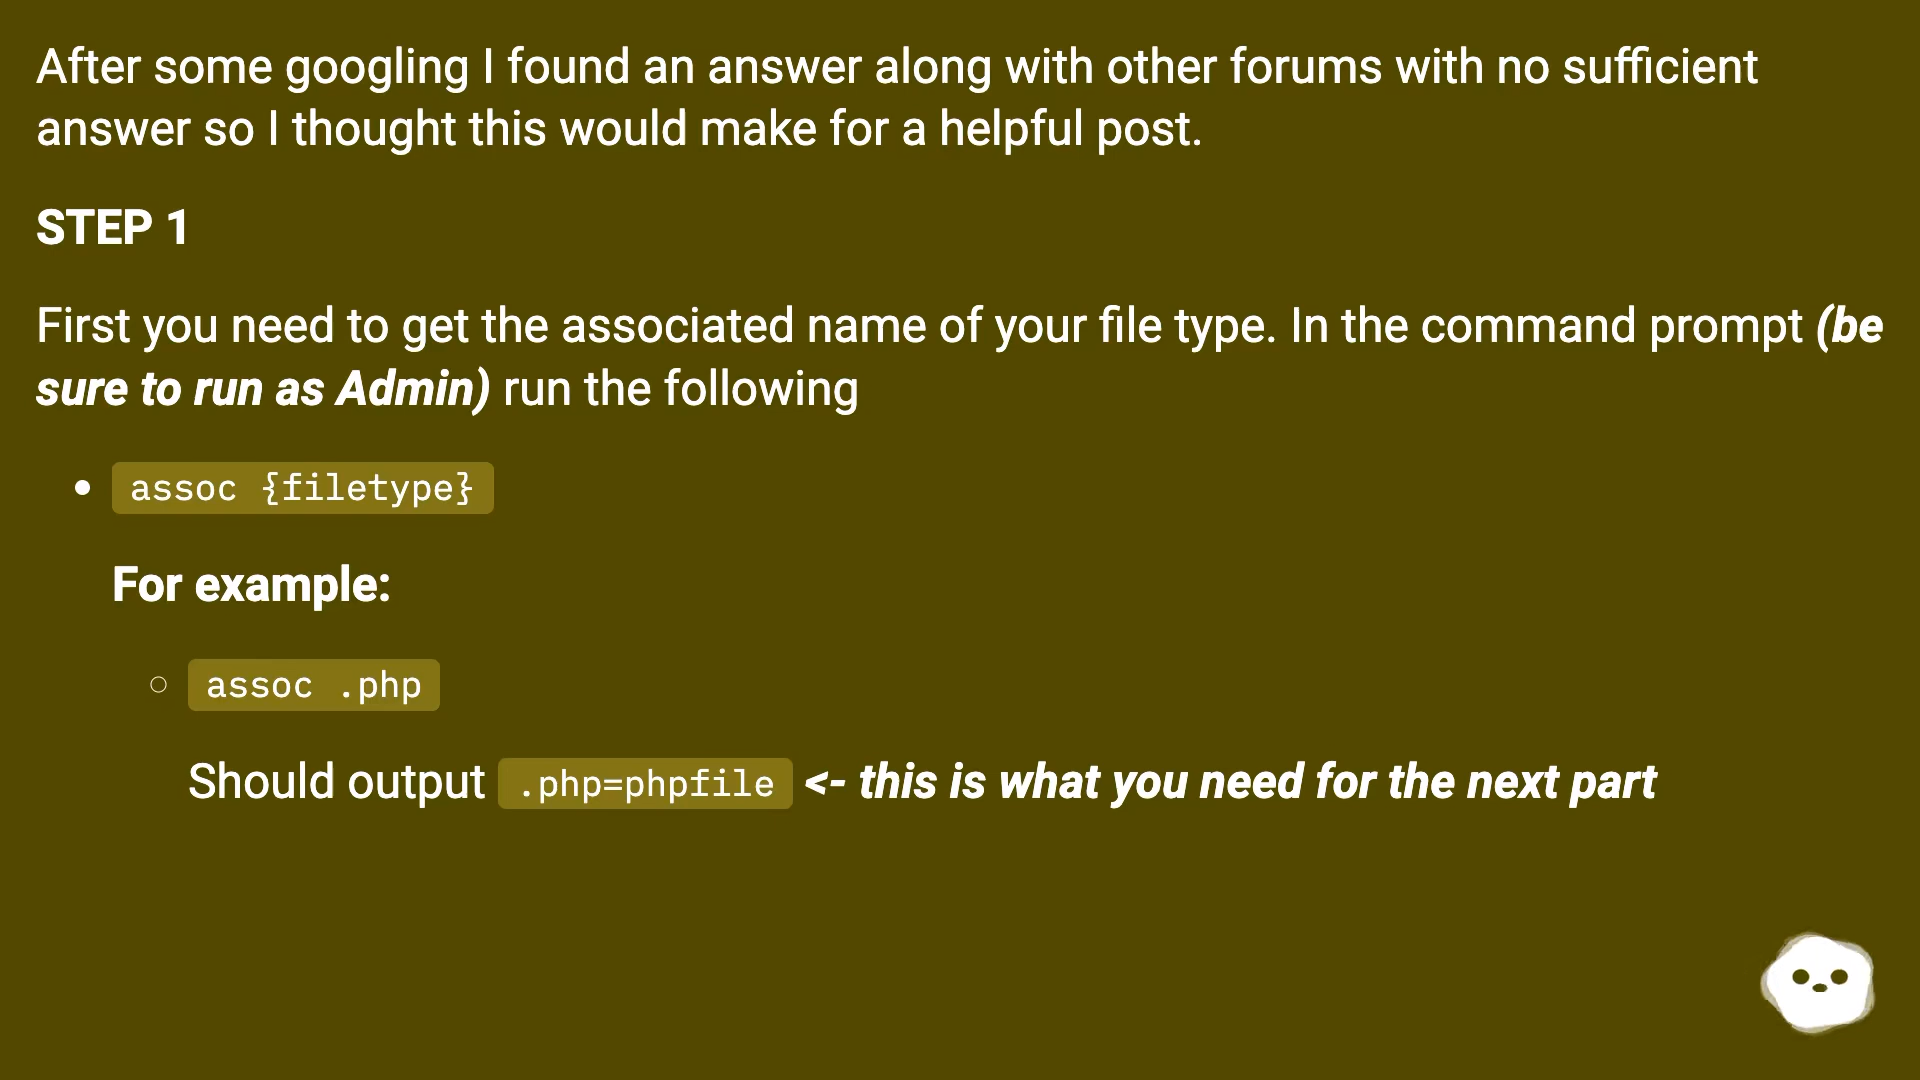 After some googling I found an answer along with other forums with no sufficient
answer so I thought this would make for a helpful post.
STEP 1
First you need to get the associated name of your file type. In the command prompt (be
sure to run as Admin) run the following
assoc {filetype}
For example:
assoc .php
Should output .php=phpfile <- this is what you need for the next part